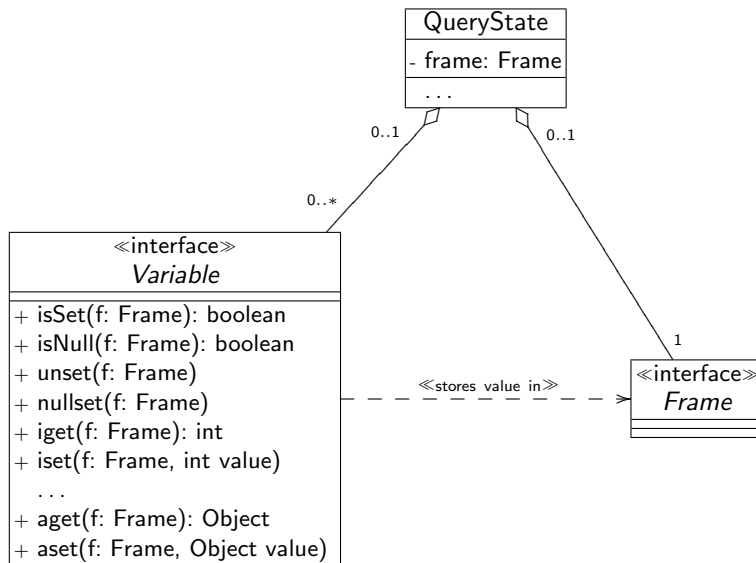 QueryState
- frame: Frame
. . .
0..1
0..1
0..*
≪interface≫
Variable
+ isSet(f: Frame): boolean
+ isNull(f: Frame): boolean
+ unset(f: Frame)
+ nullset(f: Frame)
+ iget(f: Frame): int
+ iset(f: Frame, int value)
. . .
+ aget(f: Frame): Object
+ aset(f: Frame, Object value)
≪stores value in≫
1
≪interface≫
Frame